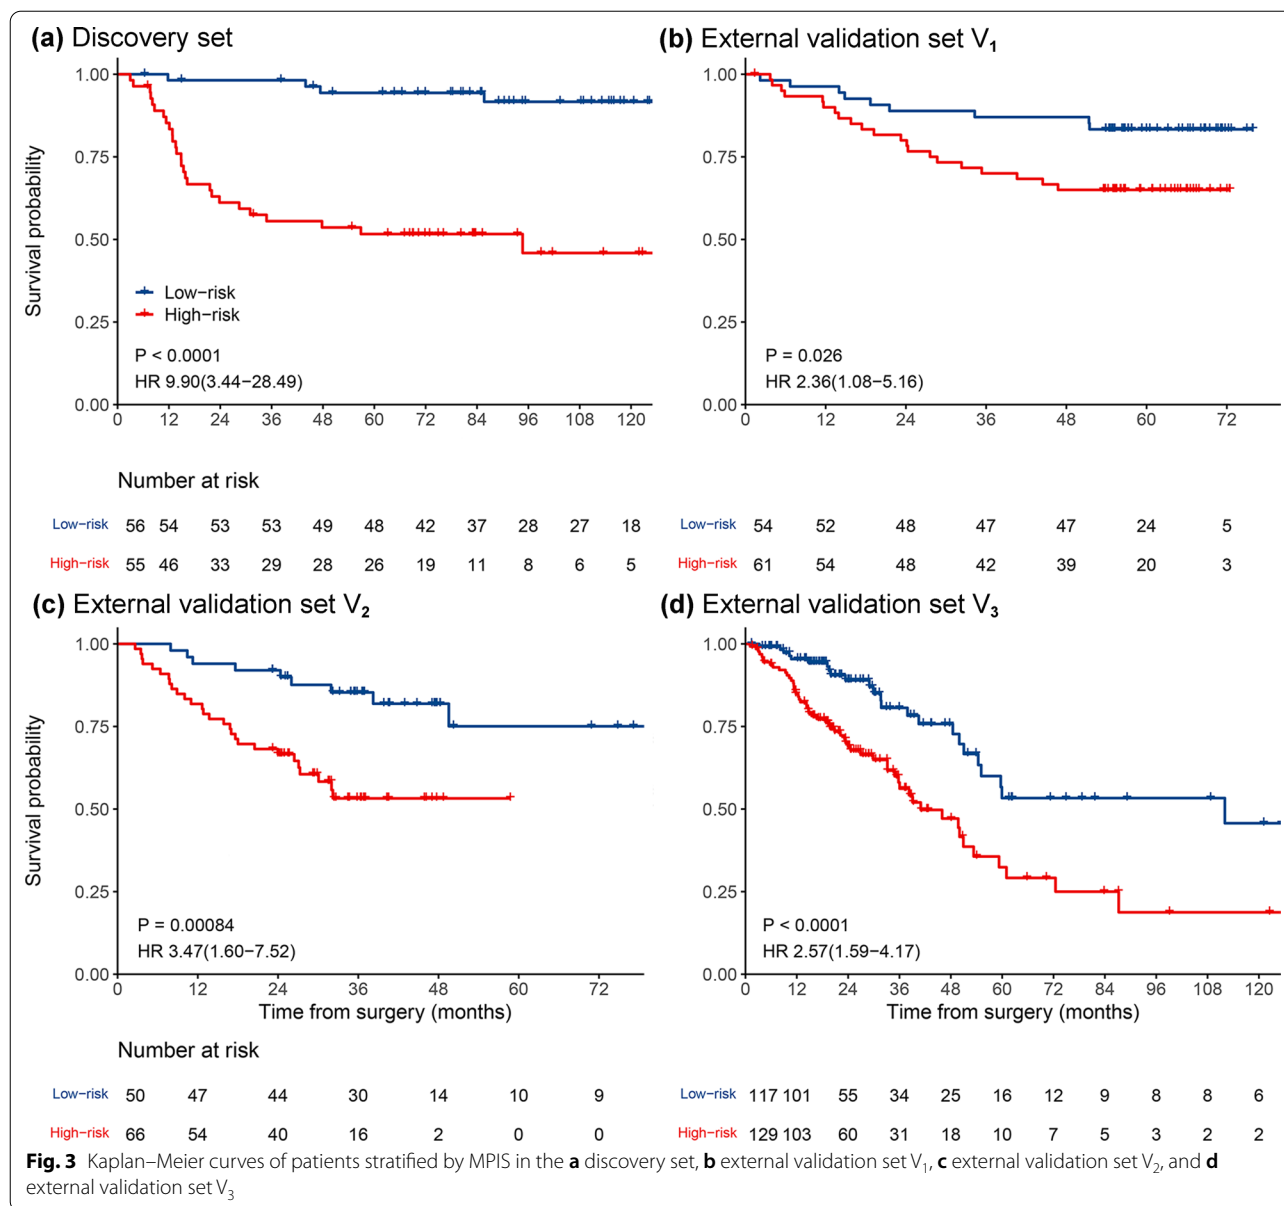 (a) Discovery set
(b) External validation set V1
1.00
0.75
0.50
0.25
0.00
Survival probability
Low−risk
High−risk
P < 0.0001
HR 9.90(3.44−28.49)
0 12 24 36 48 60 72 84 96 108 120
1.00
0.75
0.50
0.25
0.00
P = 0.026
HR 2.36(1.08−5.16)
0 12 24 36 48 60 72
Number at risk
Low−risk 56 54 53 53 49 48 42 37 28 27 18
High−risk 55 46 33 29 28 26 19 11 8 6 5
Low−risk 54 52 48 47 47 24 5
High−risk 61 54 48 42 39 20 3
(c) External validation set V2
(d) External validation set V3
1.00
0.75
0.50
0.25
0.00
Survival probability
P = 0.00084
HR 3.47(1.60−7.52)
0 12 24 36 48 60 72
Time from surgery (months)
1.00
0.75
0.50
0.25
0.00
P < 0.0001
HR 2.57(1.59−4.17)
0 12 24 36 48 60 72 84 96 108 120
Time from surgery (months)
Number at risk
Low−risk 50 47 44 30 14 10 9
High−risk 66 54 40 16 2 0 0
Low−risk 117 101 55 34 25 16 12 9 8 8 6
High−risk 129 103 60 31 18 10 7 5 3 2 2
Fig. 3 Kaplan–Meier curves of patients stratified by MPIS in the a discovery set, b external validation set V1, c external validation set V2, and d
external validation set V3